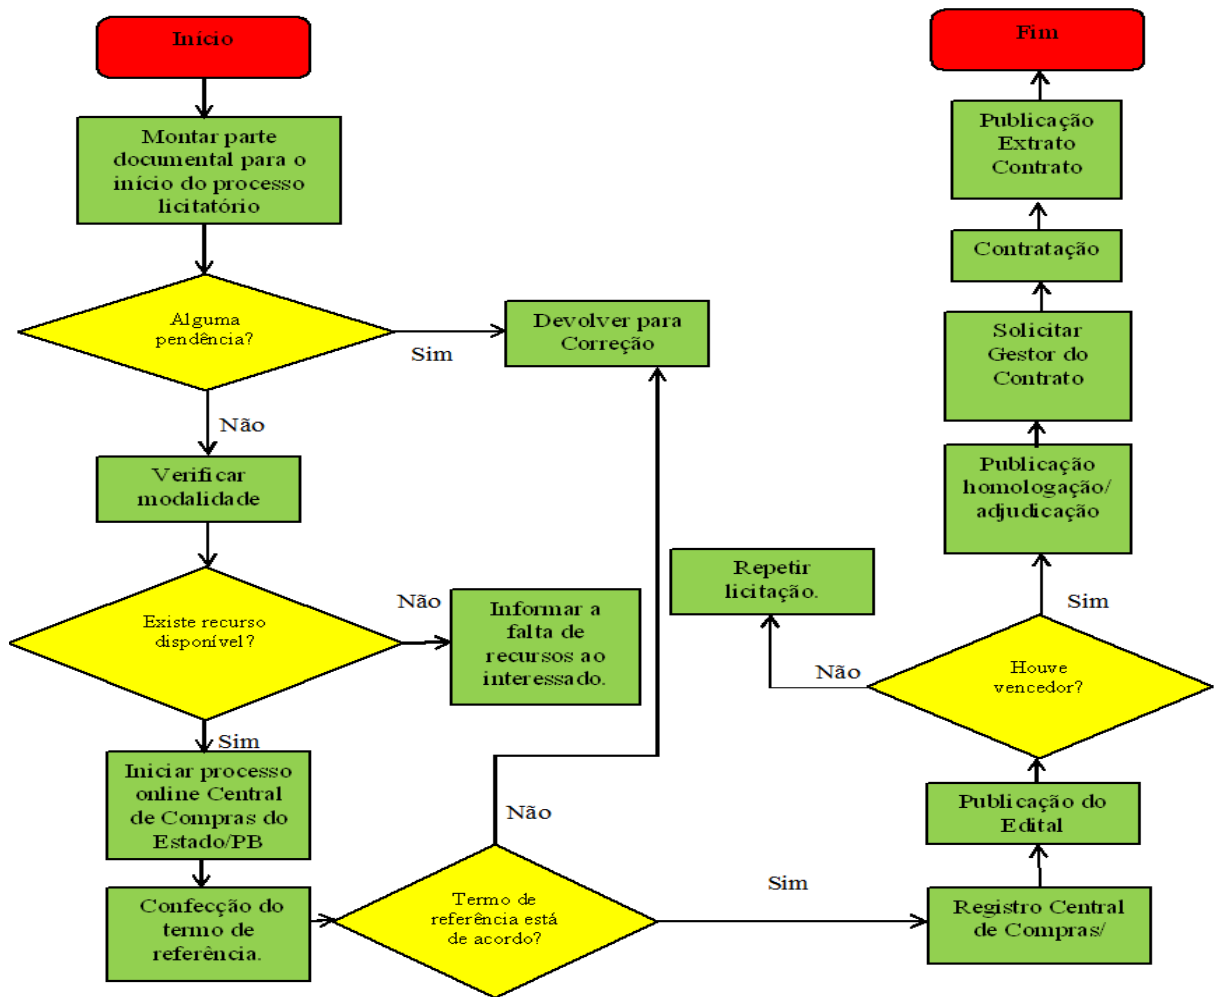 Início
Montar parte
documental para o
início do processo
licitatório
Alguma
pendência?
Sim
Devolver para
Correção
Não
Verificar
modalidade
Existe recurso
disponível?
Não
Informar a
falta de
recursos ao
interessado.
Sim
Iniciar processo
online Central
de Compras do
Estado/PB
Confecção do
termo de
referência.
Termo de
referência está
de acordo?
Não
Sim
Registro Central
de Compras/
Publicação do
Edital
Houve
vencedor?
Não
Repetir
licitação.
Sim
Publicação
homologação/
adjudicação
Solicitar
Gestor do
Contrato
Contratação
Publicação
Extrato
Contrato
Fim